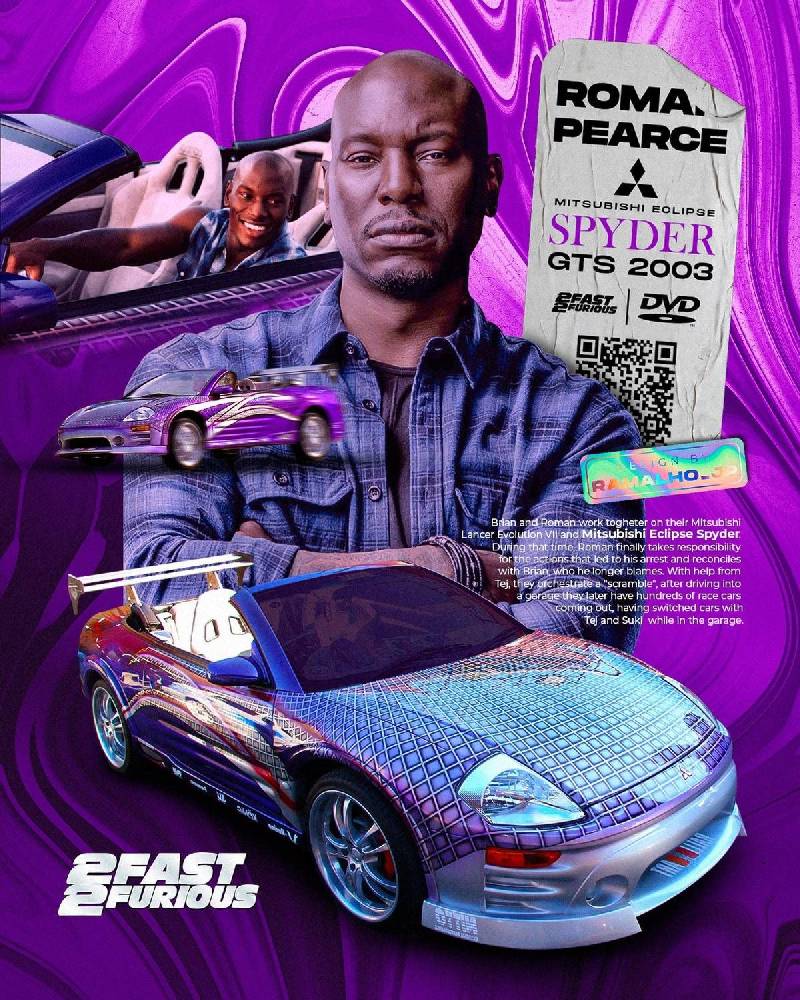 ROMA
PEARCE
MITSUBISHI ECLIPSE
SPYDER
GTS 2003
2FAST
2FURIOUS
DVD
RAMALHO_JP
Brian and Roman work togheter on their Mitsubishi
Lancer Evolution VII and Mitsubishi Eclipse Spyder.
During that time, Roman finally takes responsibility
for the actions that led to his arrest and reconciles
with Brian, who he longer blames. With help from
Tej, they orchestrate a "scramble", after driving into
a garage they later have hundreds of race cars
coming out, having switched cars with
Tej and Suki while in the garage.
2FAST
2FURIOUS